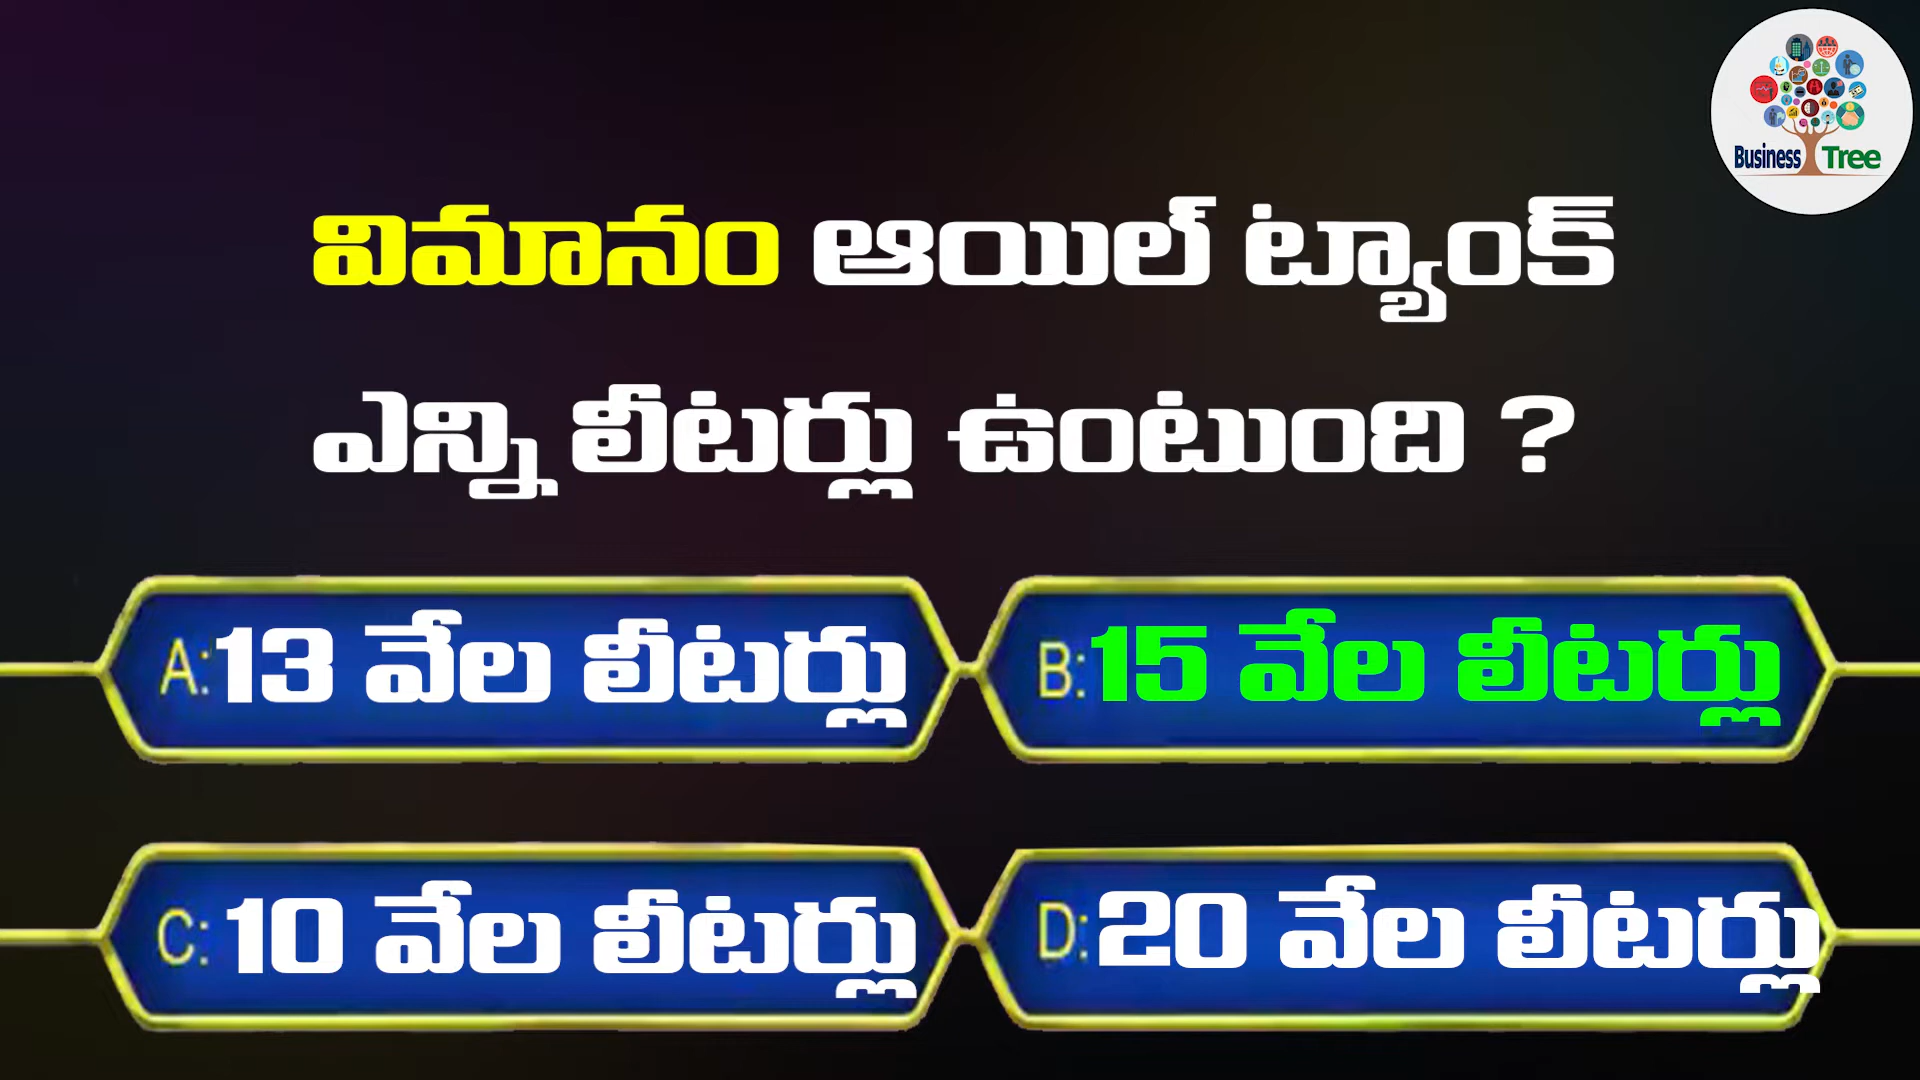 Business Tree
విమానం ఆయిల్ ట్యాంక్
ఎన్ని లీటర్లు ఉంటుంది ?
A: 13 వేల లీటర్లు
B: 15 వేల లీటర్లు
C: 10 వేల లీటర్లు
D: 20 వేల లీటర్లు